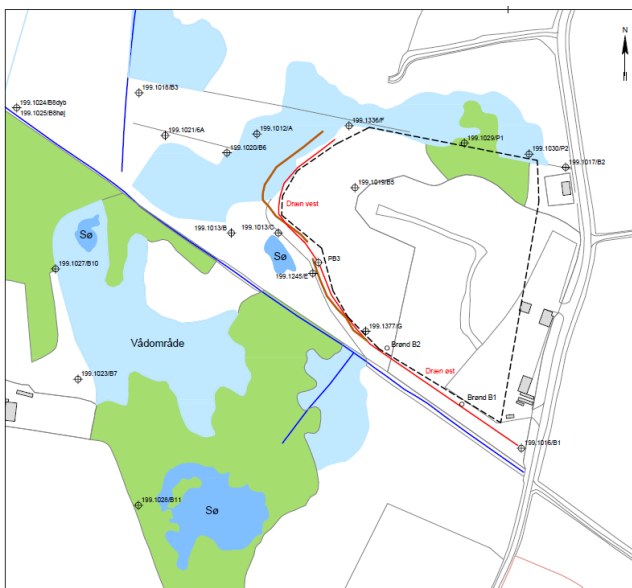 N
199.1024/B8dyb
199.1025/B8høj
199.1018/B3
199.1021/6A
199.1012/A
199.1020/B6
199.1336/F
199.1029/P1
199.1030/P2
199.1017/B2
199.1019/B5
Dræn vest
199.1013/B
199.1013/C
Sø
Sø
PB3
199.1245/E
199.1027/B10
Vådområde
199.1377/G
Brønd B2
Dræn øst
199.1023/B7
Brønd B1
199.1016/B1
199.1028/B11
Sø